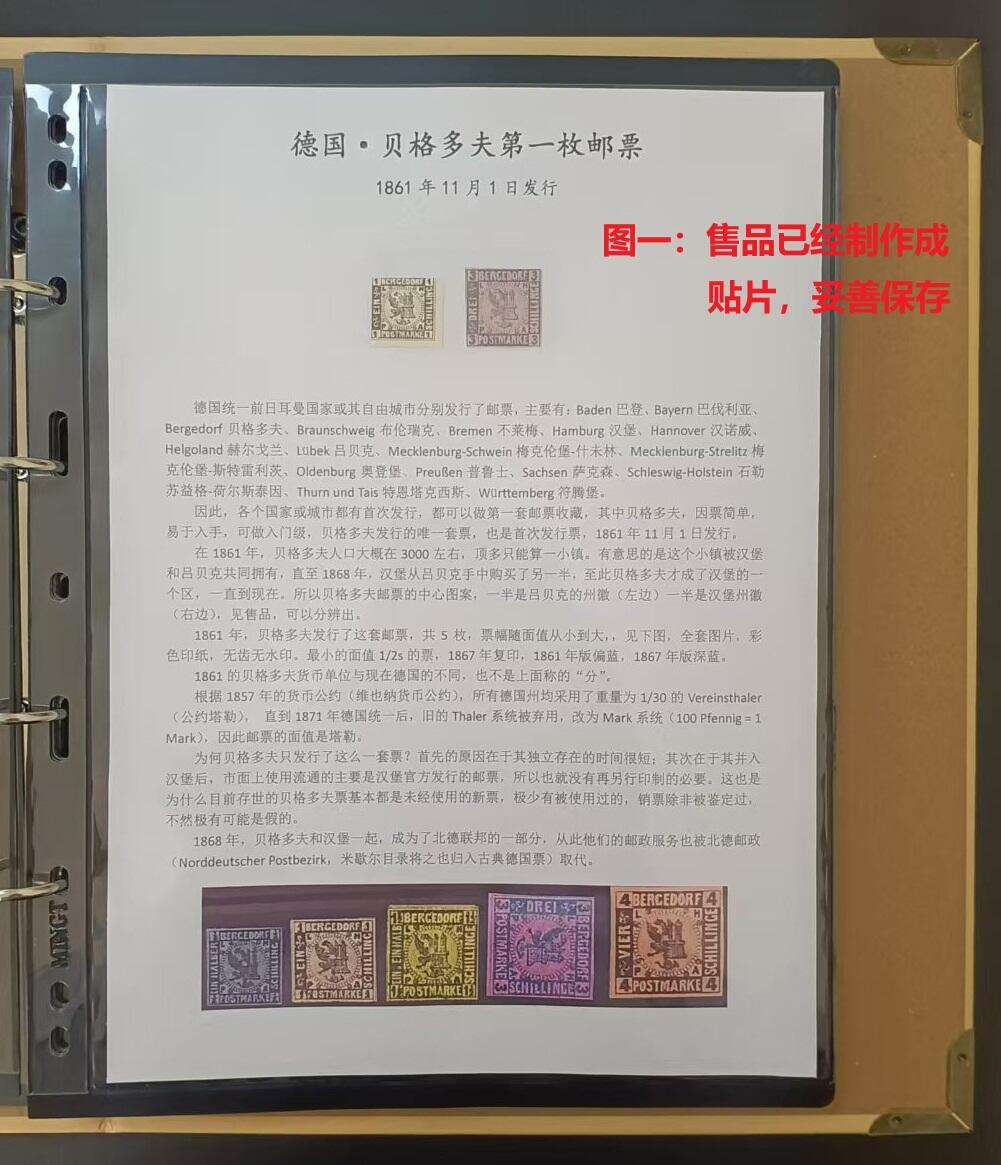 德国·贝格多夫第一枚邮票
1861 年 11 月 1 日发行
图一：售品已经制作成
贴片，妥善保存
BERGEDORF
EIN
SCHILLING
POSTMARKE
BERGEDORF
DREI
SCHILLINGE
POSTMARKE
德国统一前日耳曼国家或其自由城市分别发行了邮票，主要有：Baden 巴登、Bayern 巴伐利亚、
Bergedorf 贝格多夫、Braunschweig 布伦瑞克、Bremen 不莱梅、Hamburg 汉堡、Hannover 汉诺威、
Helgoland 赫尔戈兰、Lübek 吕贝克、Mecklenburg-Schwein 梅克伦堡-什未林、Mecklenburg-Strelitz 梅
克伦堡-斯特雷利茨、Oldenburg 奥登堡、Preußen 普鲁士、Sachsen 萨克森、Schleswig-Holstein 石勒
苏益格-荷尔斯泰因、Thurn und Tais 特恩塔克西斯、Württemberg 符腾堡。
因此，各个国家或城市都有首次发行，都可以做第一套邮票收藏，其中贝格多夫，因票简单，
易于入手，可做入门级，贝格多夫发行的唯一套票，也是首次发行票，1861 年 11 月 1 日发行。
在 1861 年，贝格多夫人口大概在 3000 左右，顶多只能算一小镇。有意思的是这个小镇被汉堡
和吕贝克共同拥有，直至 1868 年，汉堡从吕贝克手中购买了另一半，至此贝格多夫才成了汉堡的一
个区，一直到现在。所以贝格多夫邮票的中心图案，一半是吕贝克的州徽（左边）一半是汉堡州徽
（右边），见售品，可以分辨出。
1861 年，贝格多夫发行了这套邮票，共 5 枚，票幅随面值从小到大，，见下图，全套图片，彩
色印纸，无齿无水印。最小的面值 1/2s 的票，1867 年复印，1861 年版偏蓝，1867 年版深蓝。
1861 的贝格多夫货币单位与现在德国的不同，也不是上面称的“分”。
根据 1857 年的货币公约（维也纳货币公约），所有德国州均采用了重量为 1/30 的 Vereinsthaler
（公约塔勒），直到 1871 年德国统一后，旧的 Thaler 系统被弃用，改为 Mark 系统（100 Pfennig = 1
Mark），因此邮票的面值是塔勒。
为何贝格多夫只发行了这么一套票？首先的原因在于其独立存在的时间很短；其次在于其并入
汉堡后，市面上使用流通的主要是汉堡官方发行的邮票，所以也就没有再另行印制的必要。这也是
为什么目前存世的贝格多夫票基本都是未经使用的新票，极少有被使用过的，销票除非被鉴定过，
不然极有可能是假的。
1868 年，贝格多夫和汉堡一起，成为了北德联邦的一部分，从此他们的邮政服务也被北德邮政
（Norddeutscher Postbezirk，米歇尔目录将之也归入古典德国票）取代。
BERGEDORF
SCHILLING
POSTMARKE
BERGEDORF
EIN
SCHILLING
POSTMARKE
BERGEDORF
SCHILLINGE
POSTMARKE
DREI
BERGEDORF
SCHILLINGE
POSTMARKE
BERGEDORF
VIER
SCHILLINGE
POSTMARKE
MINGT